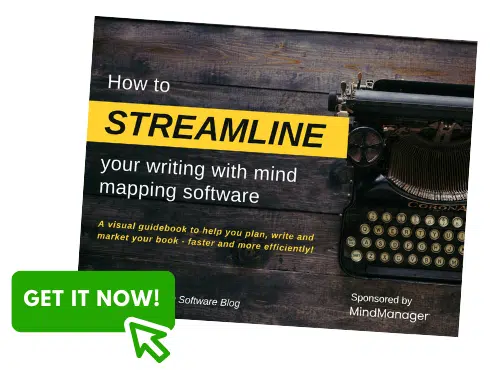 How to
STREAMLINE
your writing with mind
mapping software
A visual guidebook to help you plan, write and
market your book - faster and more efficiently!
CORONA
GET IT NOW!
Software Blog
Sponsored by
MindManager